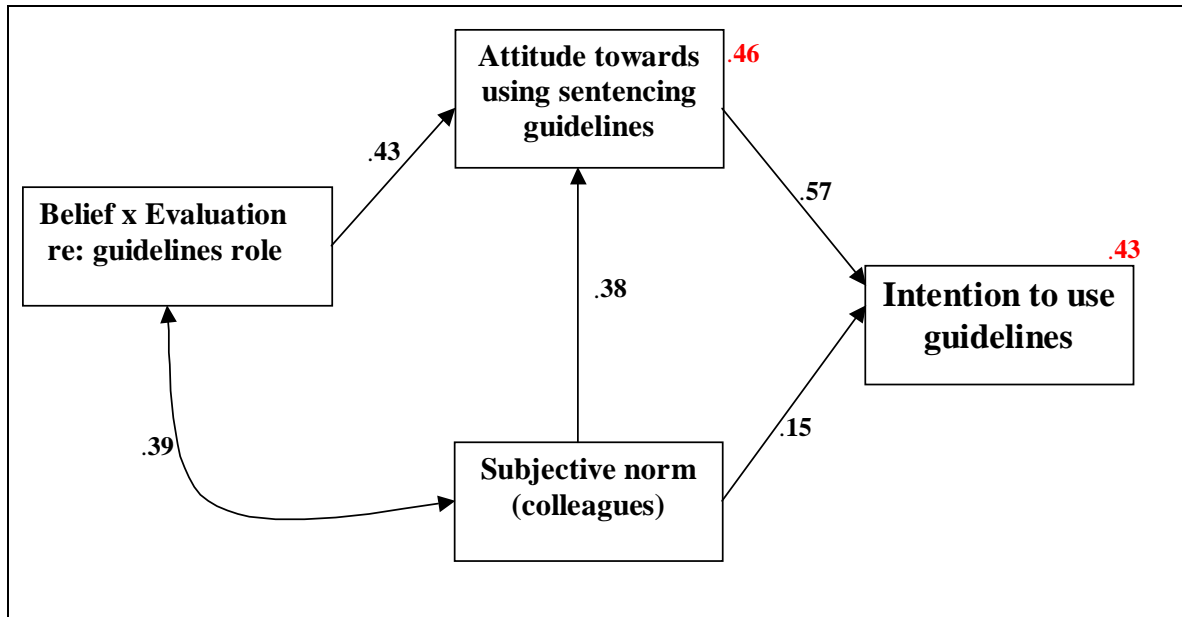 Attitude towards
using sentencing
guidelines
.46
.43
.57
Belief x Evaluation
re: guidelines role
.43
Intention to use
guidelines
.38
.39
.15
Subjective norm
(colleagues)